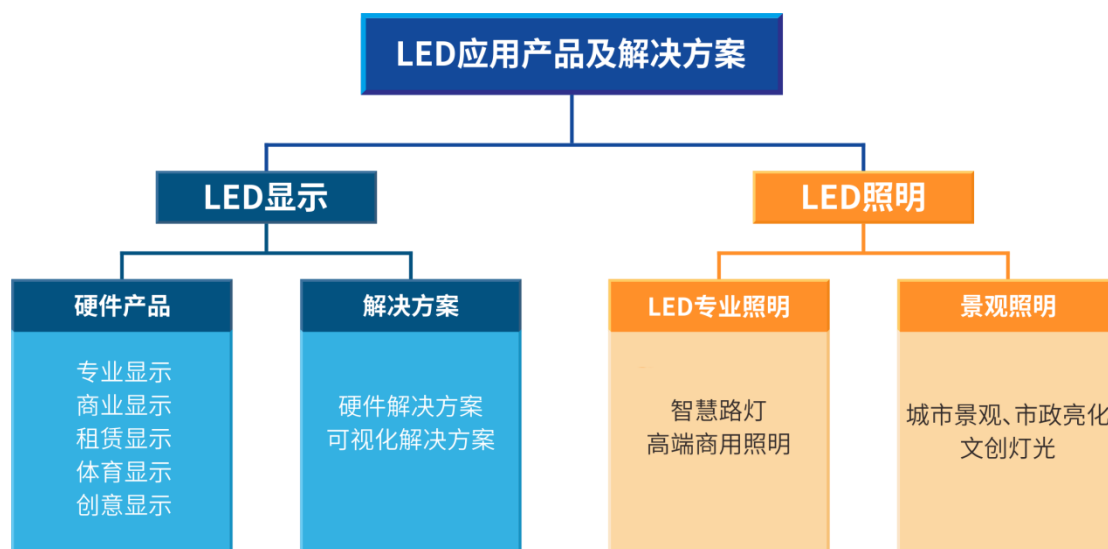 LED应用产品及解决方案
LED显示
LED照明
硬件产品
专业显示
商业显示
租赁显示
体育显示
创意显示
解决方案
硬件解决方案
可视化解决方案
LED专业照明
智慧路灯
高端商用照明
景观照明
城市景观、市政亮化
文创灯光